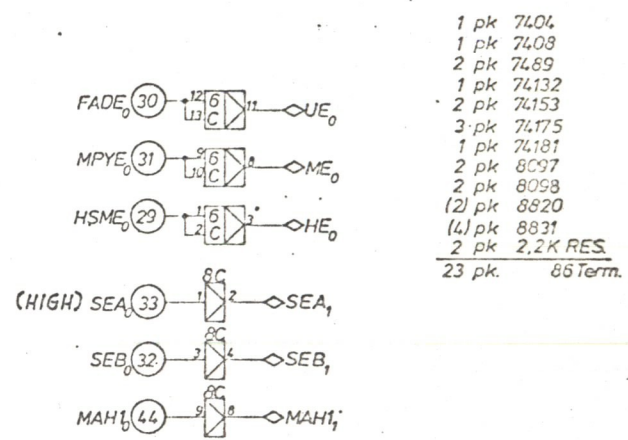 1 pk 7404
1 pk 7408
2 pk 7489
1 pk 74132
2 pk 74153
3 pk 74175
1 pk 74181
2 pk 8097
2 pk 8098
(2) pk 8820
(4) pk 8831
2 pk 2,2K RES.
23 pk. 86 Term.
FADE0 30 12 13 6 C 11 UE0
MPYE0 31 9 10 6 C 8 ME0
HSME0 29 1 2 6 C 3 HE0
8C
(HIGH) SEA0 33 1 2 SEA1
8C
SEB0 32 3 4 SEB1
8C
MAH10 44 9 8 MAH11